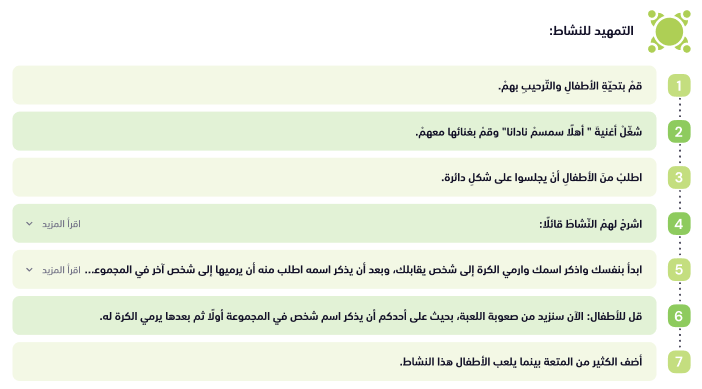 التمهيد للنشاط:
1 قمْ بتحيّةِ الأطفالِ والتّرحيبِ بهمْ.
2 شغّلْ أغنيةَ " أهلًا سمسمْ نادانا" وقمْ بغنائها معهمْ.
3 اطلبْ منَ الأطفالِ أنْ يجلسوا على شكلِ دائرة.
4 اشرحْ لهمُ النّشاطَ قائلًا: اقرأ المزيد
5 ابدأ بنفسك واذكر اسمك وارمي الكرة إلى شخص يقابلك، وبعد أن يذكر اسمه اطلب منه أن يرميها إلى شخص آخر في المجموعـ... اقرأ المزيد
6 قل للأطفال: الآن سنزيد من صعوبة اللعبة، بحيث على أحدكم أن يذكر اسم شخص في المجموعة أولًا ثم بعدها يرمي الكرة له.
7 أضف الكثير من المتعة بينما يلعب الأطفال هذا النشاط.